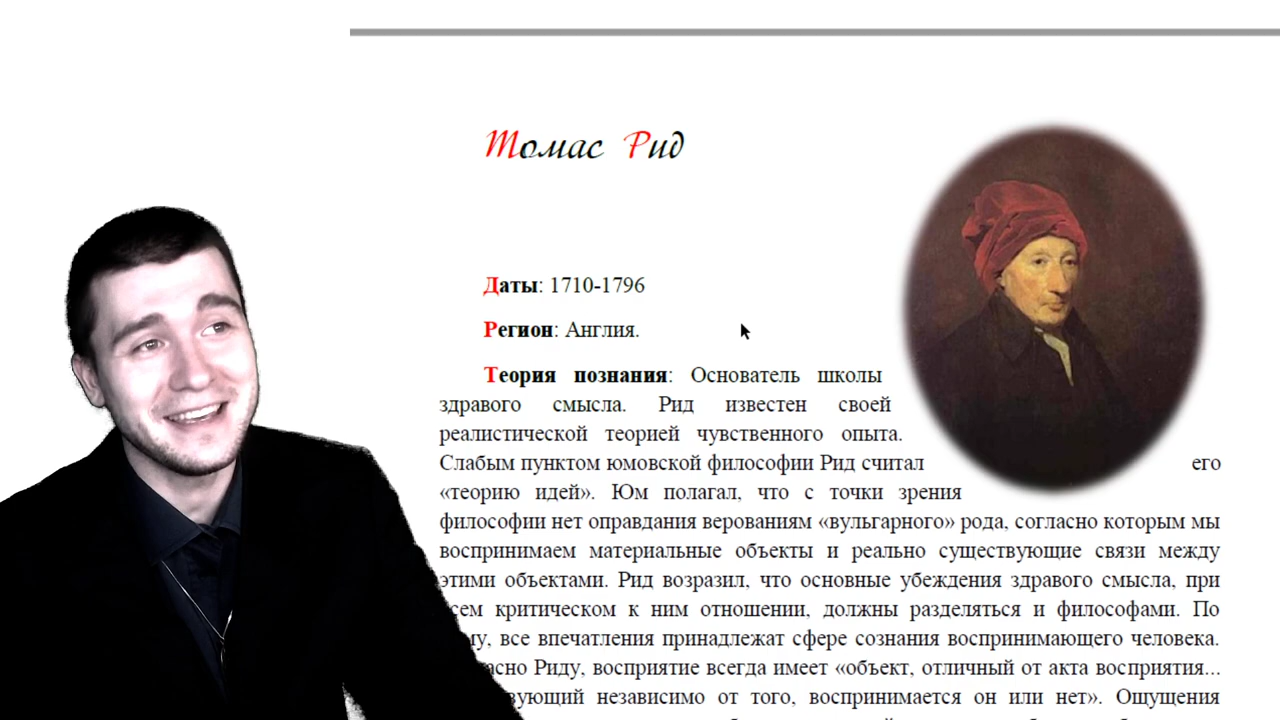 Томас Рид
Даты: 1710-1796
Регион: Англия.
Теория познания: Основатель школы
здравого смысла. Рид известен своей
реалистической теорией чувственного опыта.
Слабым пунктом юмовской философии Рид считал его
«теорию идей». Юм полагал, что с точки зрения
философии нет оправдания верованиям «вульгарного» рода, согласно которым мы
воспринимаем материальные объекты и реально существующие связи между
этими объектами. Рид возразил, что основные убеждения здравого смысла, при
критическом к ним отношении, должны разделяться и философами. По
все впечатления принадлежат сфере сознания воспринимающего человека.
Риду, восприятие всегда имеет «объект, отличный от акта восприятия...
независимо от того, воспринимается он или нет». Ощущения